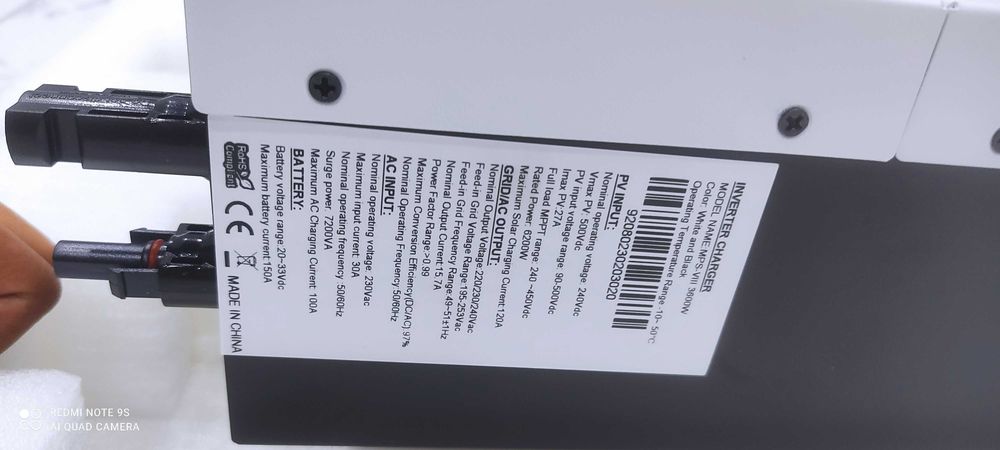 INVERTER CHARGER
MODEL NAME:MPS-VIII 3600W
Color: White and Black
Operating Temperature Range:-10~ 50°C
92080230203020
PV INPUT:
Nominal operating voltage: 240Vdc
Vmax PV: 500Vdc
PV input voltage range: 90-500Vdc
Imax PV:27A
Full load MPPT range: 240~450Vdc
Rated Power: 6200W
Maximum Solar Charging Current:120A
GRID/AC OUTPUT:
Nominal Output Voltage:220/230/240Vac
Feed-in Grid Voltage Range:195-253Vac
Feed-in Grid Frequency Range:49~51±1Hz
Nominal Output Current:15.7A
Power Factor Range >0.99
Maximum Conversion Efficiency(DC/AC) 97%
Nominal Operating Frequency:50/60Hz
AC INPUT:
Nominal operating voltage: 230Vac
Maximum input current: 30A
Nominal operating frequency: 50/60Hz
Surge power: 7200VA
Maximum AC Charging Current: 100A
BATTERY:
Battery voltage range:20~33Vdc
Maximum battery current:150A
RoHS
Compliant
CE
MADE IN CHINA
REDMI NOTE 9S
AI QUAD CAMERA